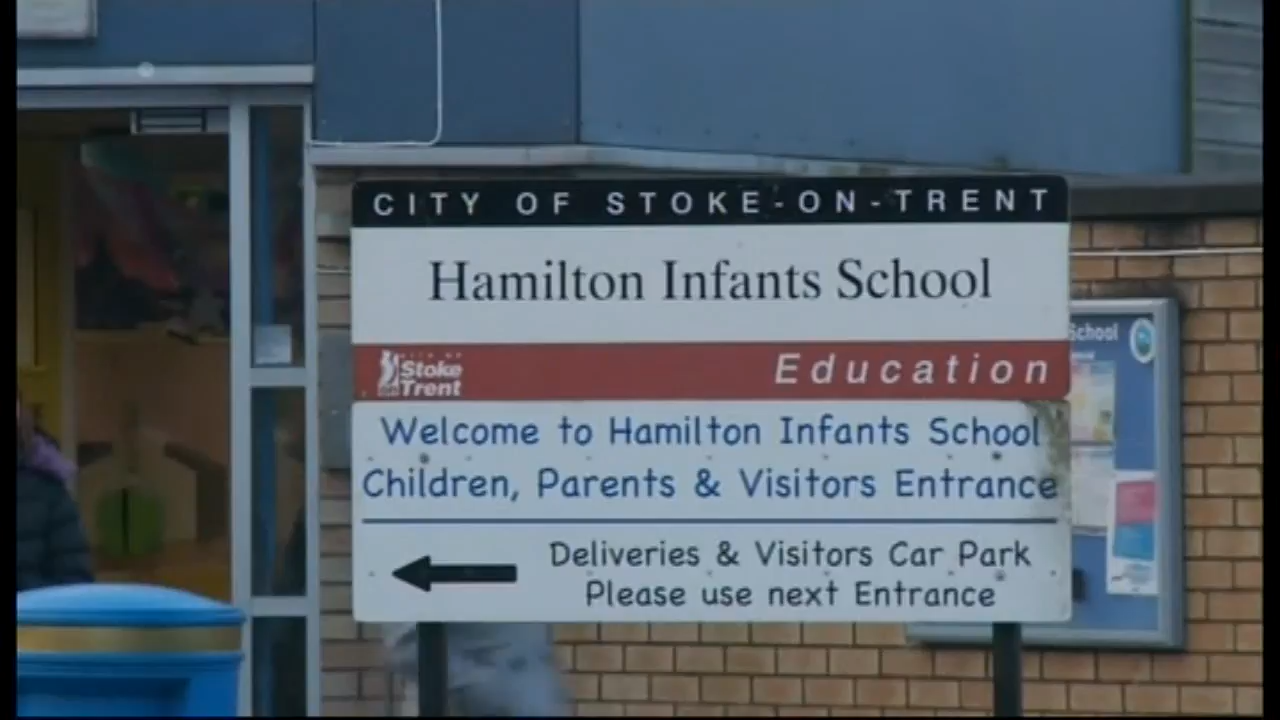 CITY OF STOKE-ON-TRENT
Hamilton Infants School
Stoke
Trent
Education
Welcome to Hamilton Infants School
Children, Parents & Visitors Entrance
Deliveries & Visitors Car Park
Please use next Entrance
School